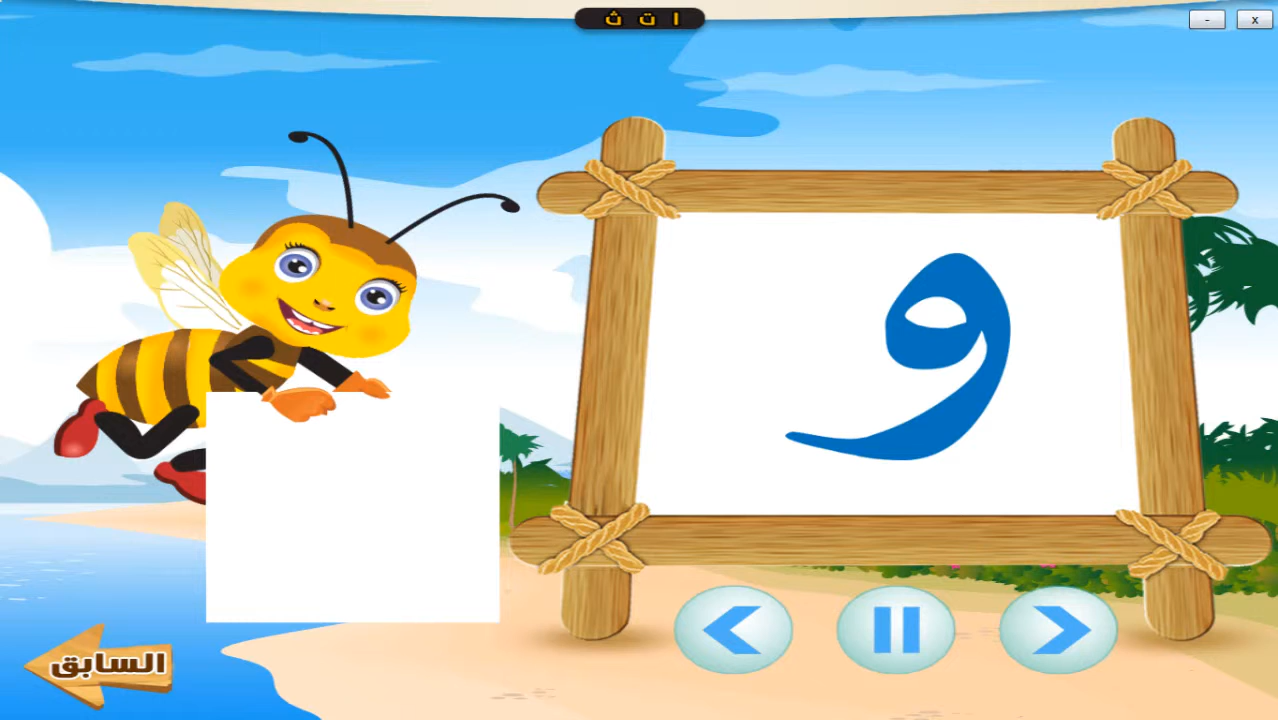 ا ت ث
و
السابق